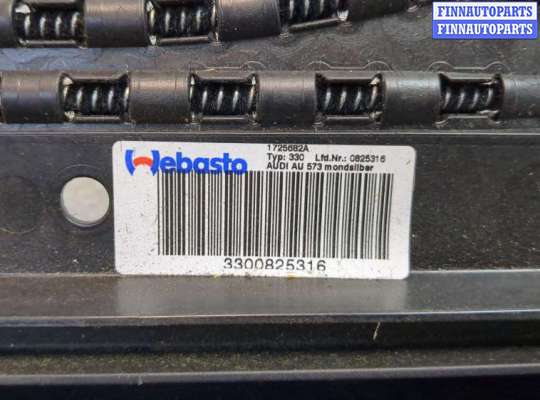 FINNAUTOPARTS
FINNAUTOPARTS
Webasto
1725682A
Typ: 330 Lfd.Nr.: 0825316
AUDI AU 573 mondsilber
3300825316